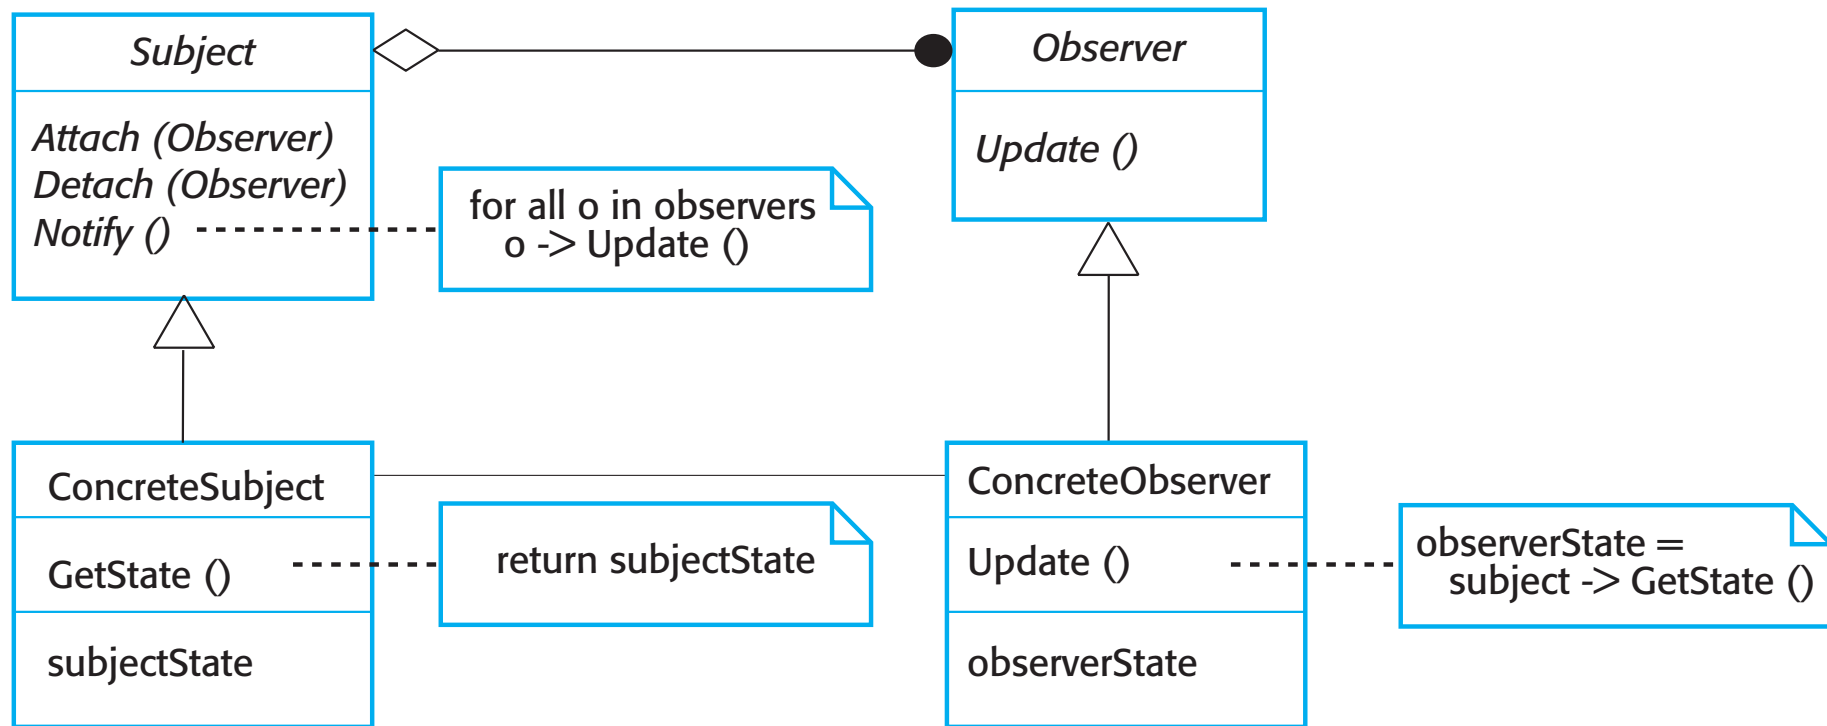 Subject
Attach (Observer)
Detach (Observer)
Notify ()
for all o in observers
o -> Update ()
Observer
Update ()
ConcreteSubject
GetState ()
subjectState
return subjectState
ConcreteObserver
Update ()
observerState
observerState =
subject -> GetState ()